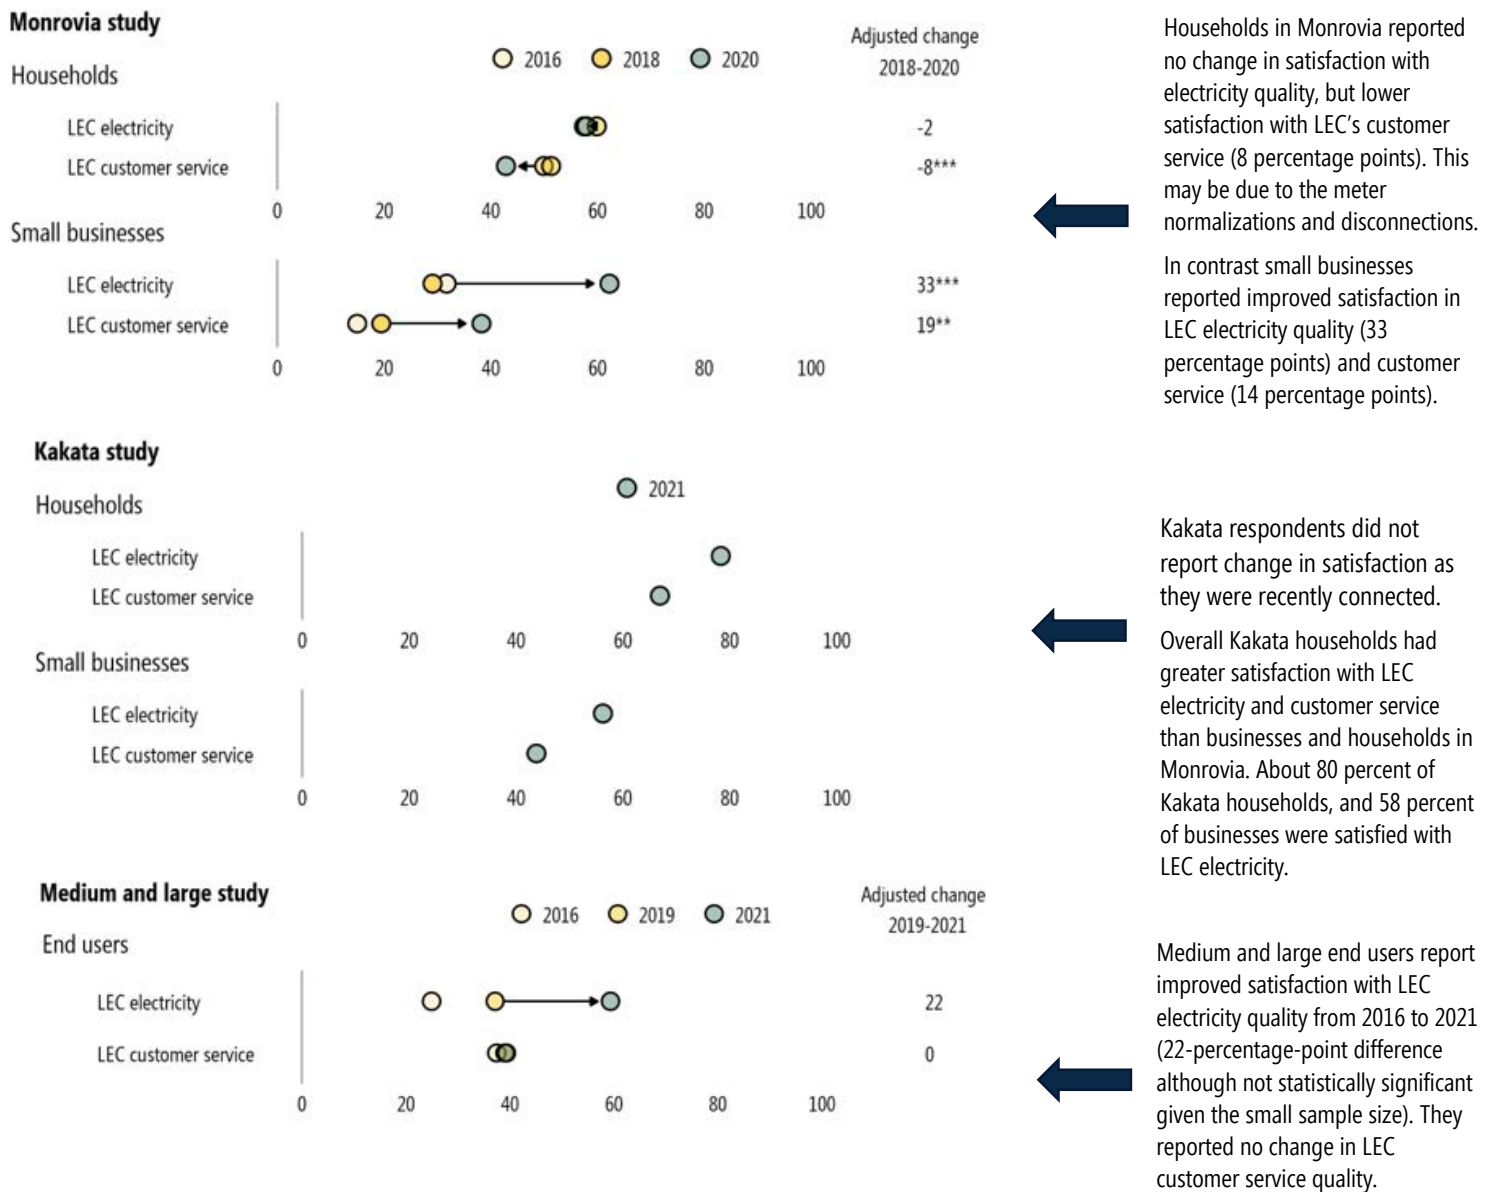 Monrovia study
2016 2018 2020
Adjusted change
2018-2020
Households
LEC electricity -2
LEC customer service -8***
0 20 40 60 80 100
Small businesses
LEC electricity 33***
LEC customer service 19**
0 20 40 60 80 100
Households in Monrovia reported
no change in satisfaction with
electricity quality, but lower
satisfaction with LEC’s customer
service (8 percentage points). This
may be due to the meter
normalizations and disconnections.
In contrast small businesses
reported improved satisfaction in
LEC electricity quality (33
percentage points) and customer
service (14 percentage points).
Kakata study
2021
Households
LEC electricity
LEC customer service
0 20 40 60 80 100
Small businesses
LEC electricity
LEC customer service
0 20 40 60 80 100
Kakata respondents did not
report change in satisfaction as
they were recently connected.
Overall Kakata households had
greater satisfaction with LEC
electricity and customer service
than businesses and households in
Monrovia. About 80 percent of
Kakata households, and 58 percent
of businesses were satisfied with
LEC electricity.
Medium and large study
2016 2019 2021
Adjusted change
2019-2021
End users
LEC electricity 22
LEC customer service 0
0 20 40 60 80 100
Medium and large end users report
improved satisfaction with LEC
electricity quality from 2016 to 2021
(22-percentage-point difference
although not statistically significant
given the small sample size). They
reported no change in LEC
customer service quality.